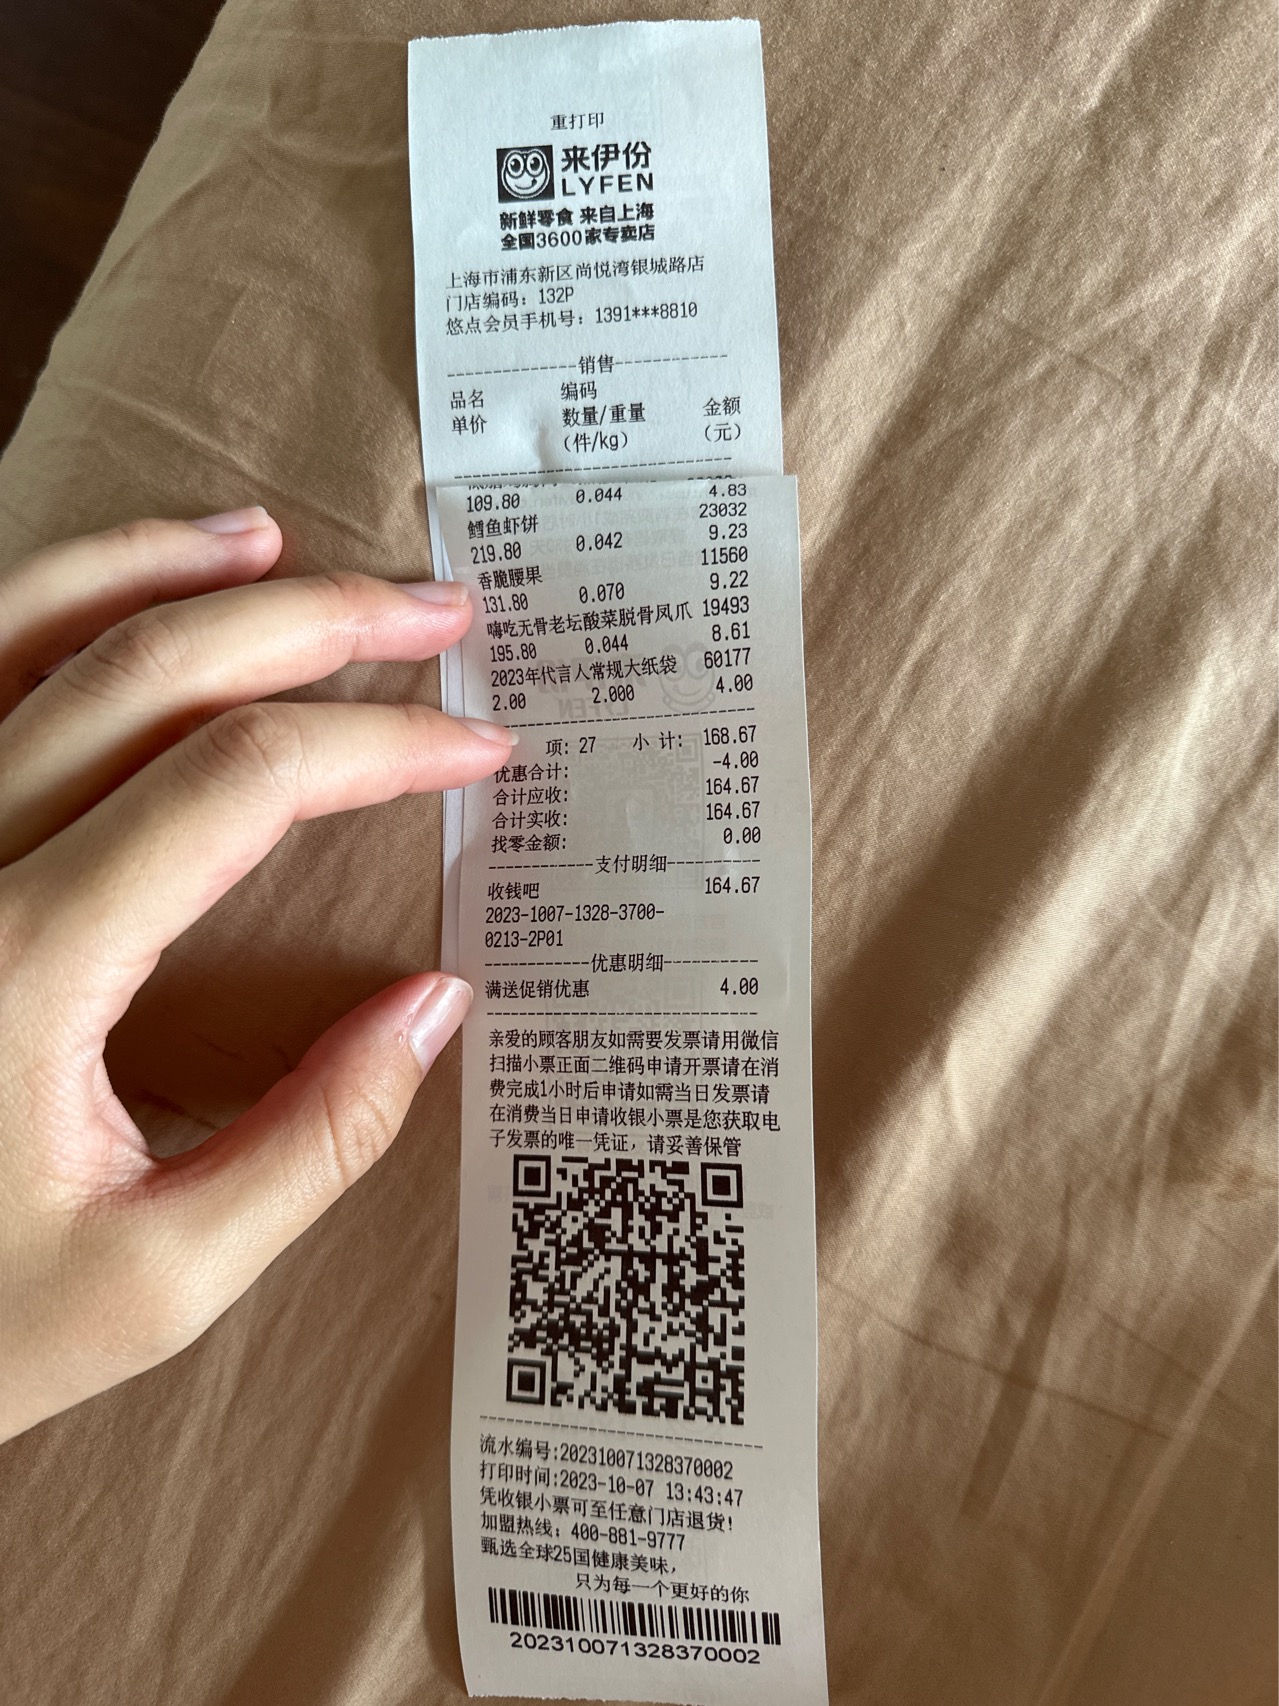 重打印
来伊份
LYFEN
新鲜零食 来自上海
全国3600家专卖店
上海市浦东新区尚悦湾银城路店
门店编码：132P
悠点会员手机号：1391***8810
--------------销售--------------
品名 编码
单价 数量/重量 金额
（件/kg） （元）
109.80 0.044 4.83
鳕鱼虾饼 23032
219.80 0.042 9.23
香脆腰果 11560
131.80 0.070 9.22
嗨吃无骨老坛酸菜脱骨凤爪 19493
195.80 0.044 8.61
2023年代言人常规大纸袋 60177
2.00 2.000 4.00
项: 27 小 计: 168.67
优惠合计: -4.00
合计应收: 164.67
合计实收: 164.67
找零金额: 0.00
------------支付明细----------
收钱吧 164.67
2023-1007-1328-3700-
0213-2P01
------------优惠明细----------
满送促销优惠 4.00
亲爱的顾客朋友如需要发票请用微信
扫描小票正面二维码申请开票请在消
费完成1小时后申请如需当日发票请
在消费当日申请收银小票是您获取电
子发票的唯一凭证，请妥善保管
流水编号:202310071328370002
打印时间:2023-10-07 13:43:47
凭收银小票可至任意门店退货!
加盟热线：400-881-9777
甄选全球25国健康美味，
只为每一个更好的你
202310071328370002